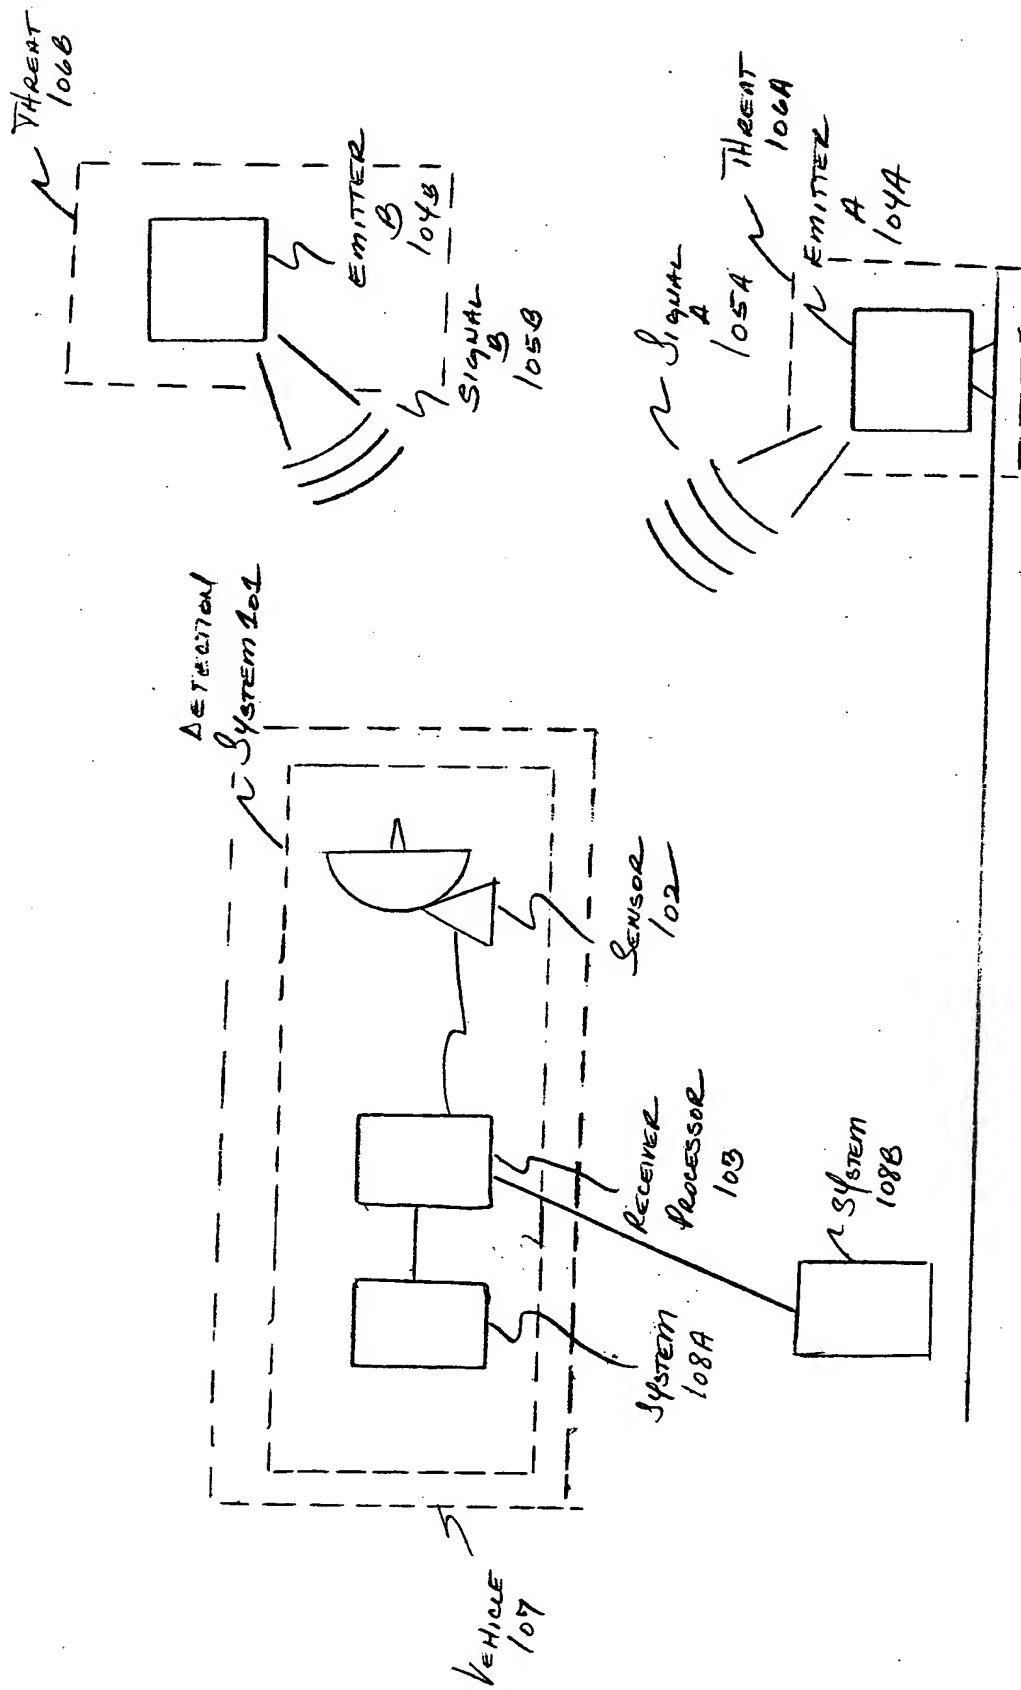 THREAT
106B
EMITTER
B
104B
SIGNAL
B
105B
DETECTION
SYSTEM 101
SIGNAL
A
105A
THREAT
106A
EMITTER
A
104A
SENSOR
102
RECEIVER
PROCESSOR
103
SYSTEM
108A
SYSTEM
108B
VEHICLE
107